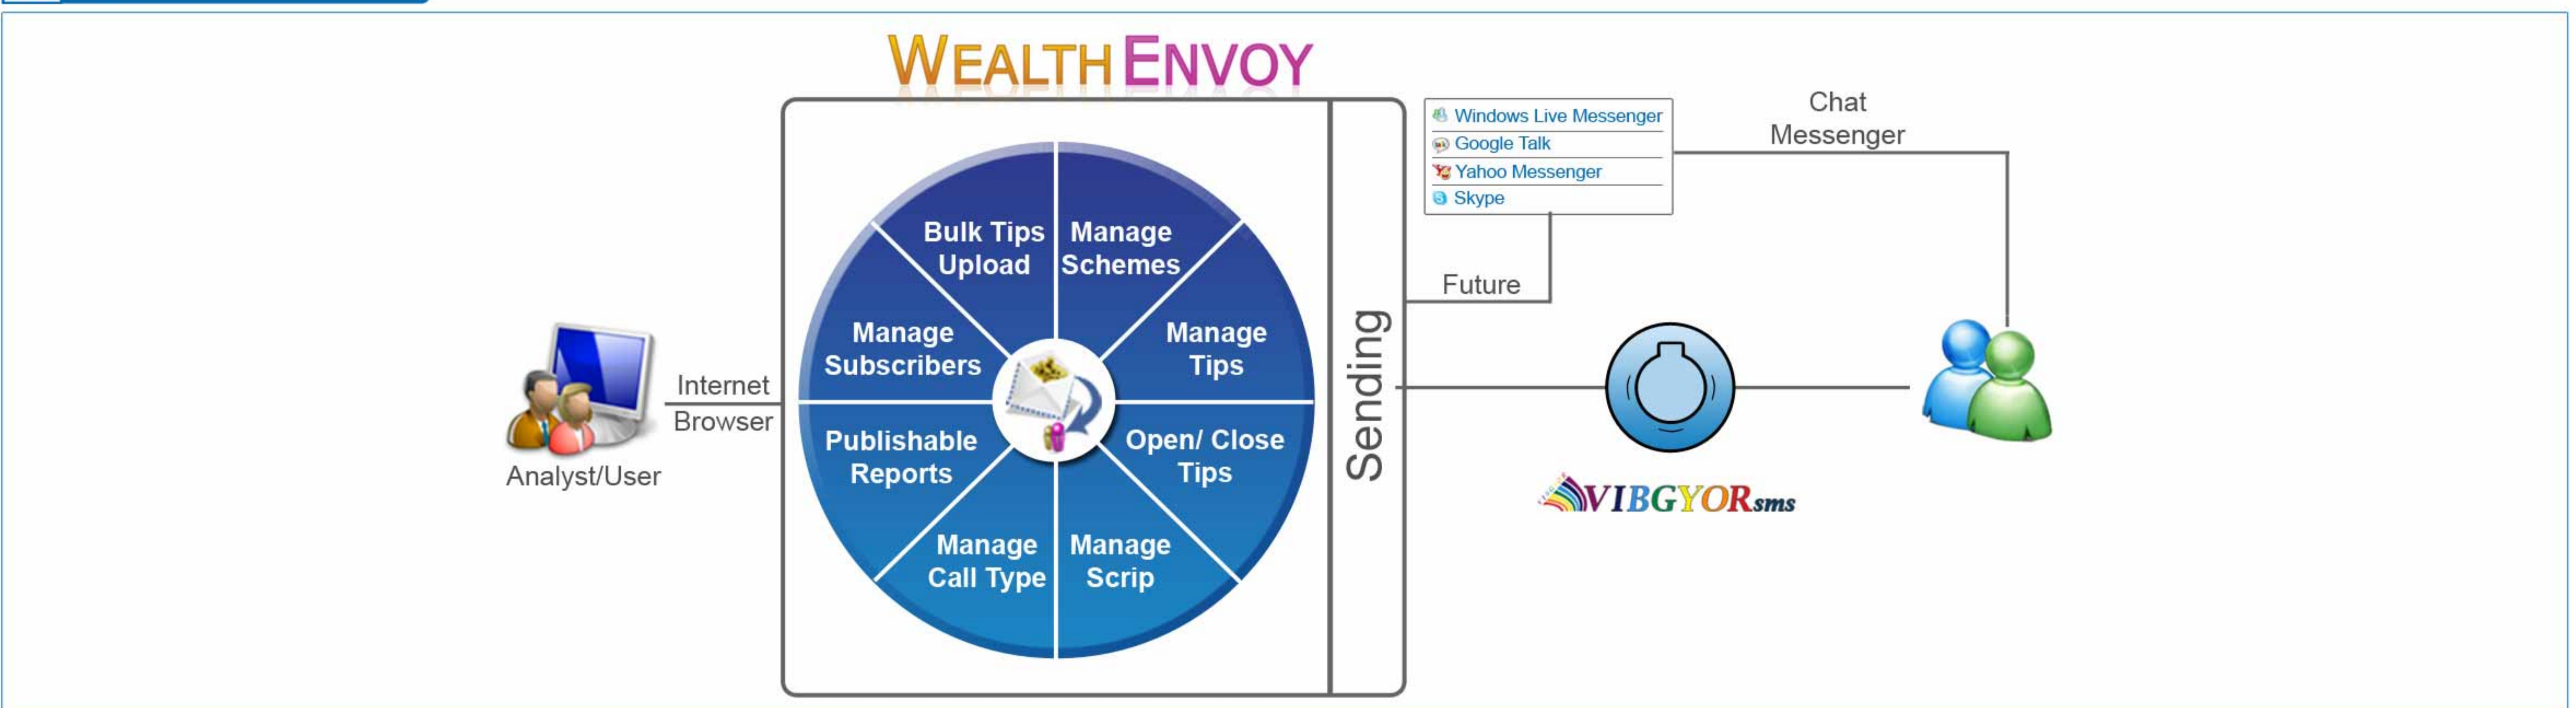 WEALTH ENVOY
Windows Live Messenger
Google Talk
Yahoo Messenger
Skype
Chat
Messenger
Future
Bulk Tips
Upload
Manage
Schemes
Manage
Subscribers
Manage
Tips
Publishable
Reports
Open/ Close
Tips
Manage
Call Type
Manage
Scrip
Internet
Browser
Analyst/User
Sending
VIBGYORsms